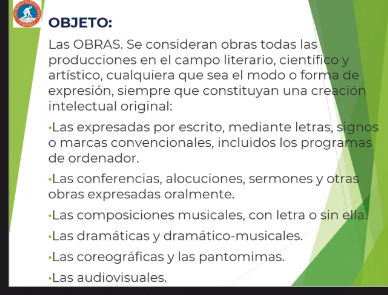 OBJETO:
Las OBRAS. Se consideran obras todas las
producciones en el campo literario, científico y
artístico, cualquiera que sea el modo o forma de
expresión, siempre que constituyan una creación
intelectual original:
•Las expresadas por escrito, mediante letras, signos
o marcas convencionales, incluidos los programas
de ordenador.
•Las conferencias, alocuciones, sermones y otras
obras expresadas oralmente.
•Las composiciones musicales, con letra o sin ella.
•Las dramáticas y dramático-musicales.
•Las coreográficas y las pantomimas.
•Las audiovisuales.